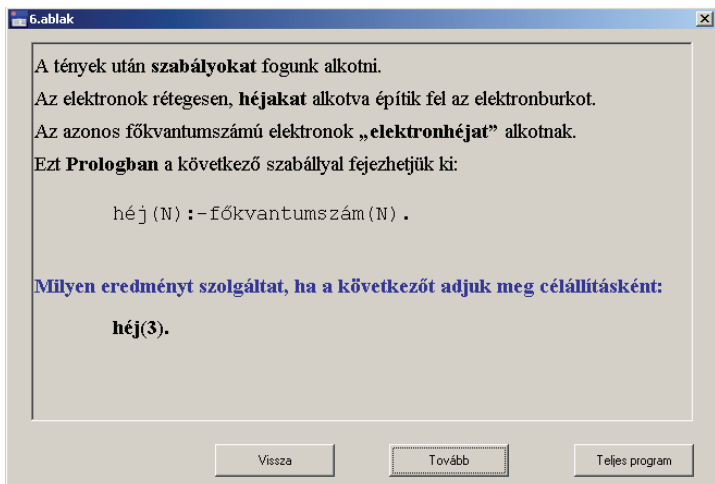 6.ablak
A tények után szabályokat fogunk alkotni.
Az elektronok rétegesen, héjakat alkotva építik fel az elektronburkot.
Az azonos főkvantumszámú elektronok „elektronhéjat” alkotnak.
Ezt Prologban a következő szabállyal fejezhetjük ki:
héj(N):-főkvantumszám(N).
Milyen eredményt szolgáltat, ha a következőt adjuk meg célállításként:
héj(3).
Vissza Tovább Teljes program